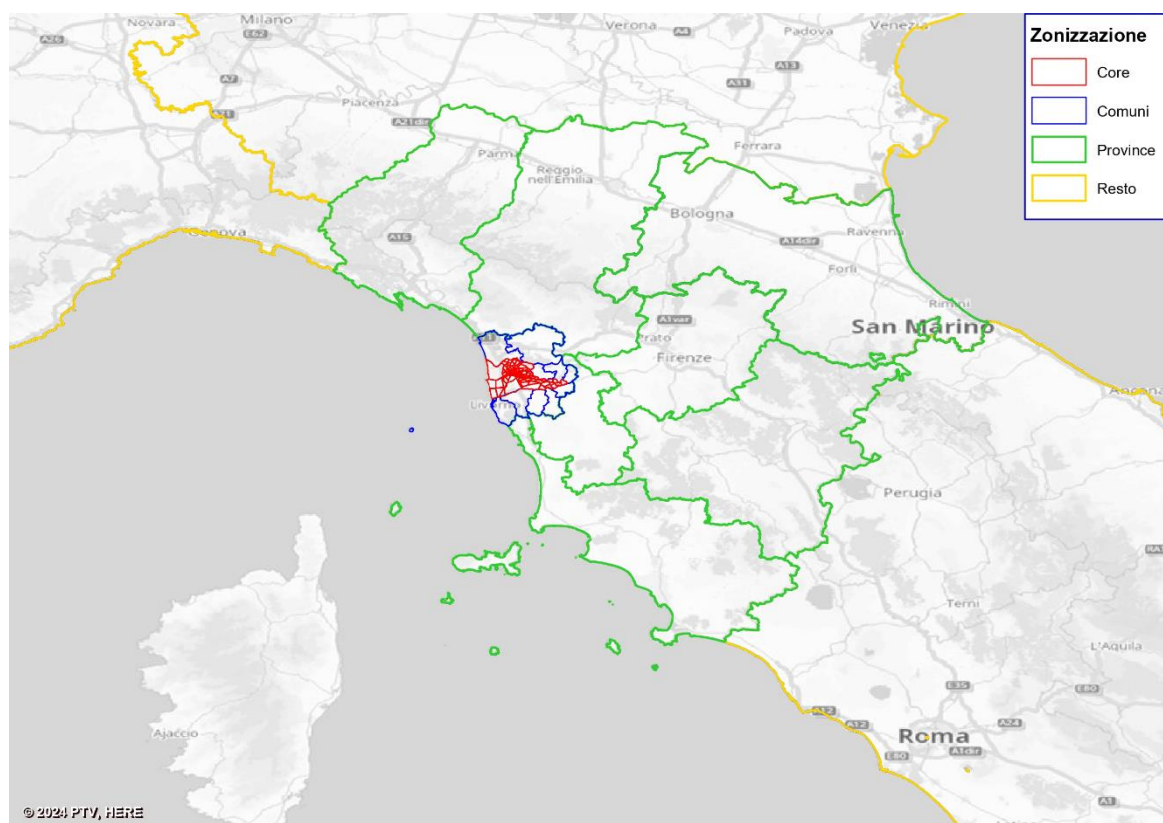 Novara
Milano
Verona
Padova
Venezia
A26
E62
A4
A13
A7
A31
Piacenza
A21dir
Ferrara
Parma
Reggio
nell'Emilia
Bologna
Genova
A15
A14dir
Ravenna
Forlì
Rimini
A1var
Prato
Firenze
San Marino
Ancona
Livorno
Perugia
Terni
L'Aquila
E35
E80
A12
A12
A24
Roma
E80
A1dir
A1
Ajaccio
Zonizzazione
Core
Comuni
Province
Resto
© 2024 PTV, HERE